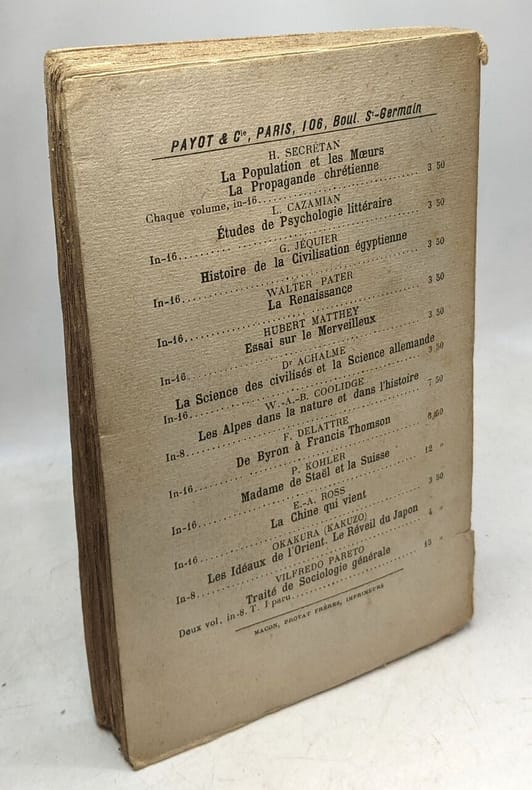 PAYOT & Cie, PARIS, 106, Boul. St-Germain
H. SECRÉTAN
La Population et les Mœurs
La Propagande chrétienne
Chaque volume, in-16........ 3 50
L. CAZAMIAN
Études de Psychologie littéraire
In-16........ 3 50
G. JÉQUIER
Histoire de la Civilisation égyptienne
In-16........ 3 50
WALTER PATER
La Renaissance
In-16........ 3 50
HUBERT MATTHEY
Essai sur le Merveilleux
In-16........ 3 50
Dr ACHALME
La Science des civilisés et la Science allemande
In-16........ 3 50
W.-A.-B. COOLIDGE
Les Alpes dans la nature et dans l'histoire
In-8........ 7 50
F. DELATTRE
De Byron à Francis Thomson
In-16........ 50
P. KOHLER
Madame de Staël et la Suisse
In-16........ 12 »
E.-A. ROSS
La Chine qui vient
In-16........ 3 50
OKAKURA (KAKUZO)
Les Idéaux de l'Orient. Le Réveil du Japon
In-8........ 4 »
VILFREDO PARETO
Traité de Sociologie générale
Deux vol. in-8. T. I paru........ 15 »
MACON, PROTAT FRÈRES, IMPRIMEURS